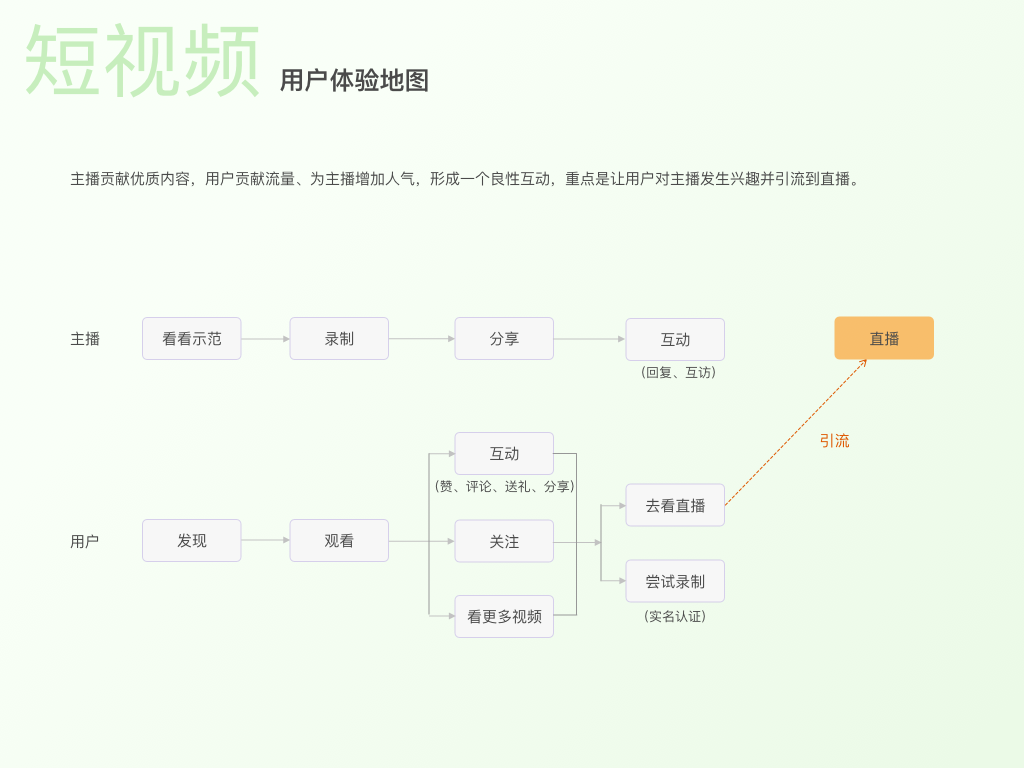 短视频 用户体验地图
主播贡献优质内容，用户贡献流量、为主播增加人气，形成一个良性互动，重点是让用户对主播发生兴趣并引流到直播。
主播
看看示范
录制
分享
互动
(回复、互访)
直播
引流
用户
发现
观看
互动
(赞、评论、送礼、分享)
关注
看更多视频
去看直播
尝试录制
(实名认证)